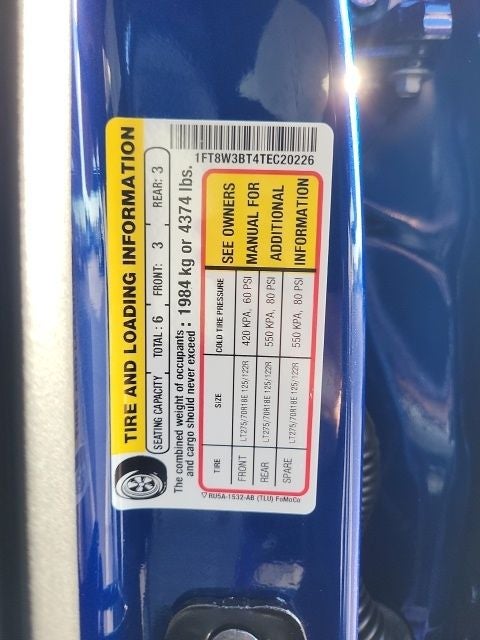 TIRE AND LOADING INFORMATION
SEATING CAPACITY TOTAL : 6 FRONT: 3 REAR: 3
The combined weight of occupants
and cargo should never exceed : 1984 kg or 4374 lbs.
TIRE SIZE COLD TIRE PRESSURE
FRONT LT275/70R18E 125/122R 420 KPA, 60 PSI
REAR LT275/70R18E 125/122R 550 KPA, 80 PSI
SPARE LT275/70R18E 125/122R 550 KPA, 80 PSI
SEE OWNERS
MANUAL FOR
ADDITIONAL
INFORMATION
RU5A-1532-AB (TLU) FoMoCo
1FT8W3BT4TEC20226